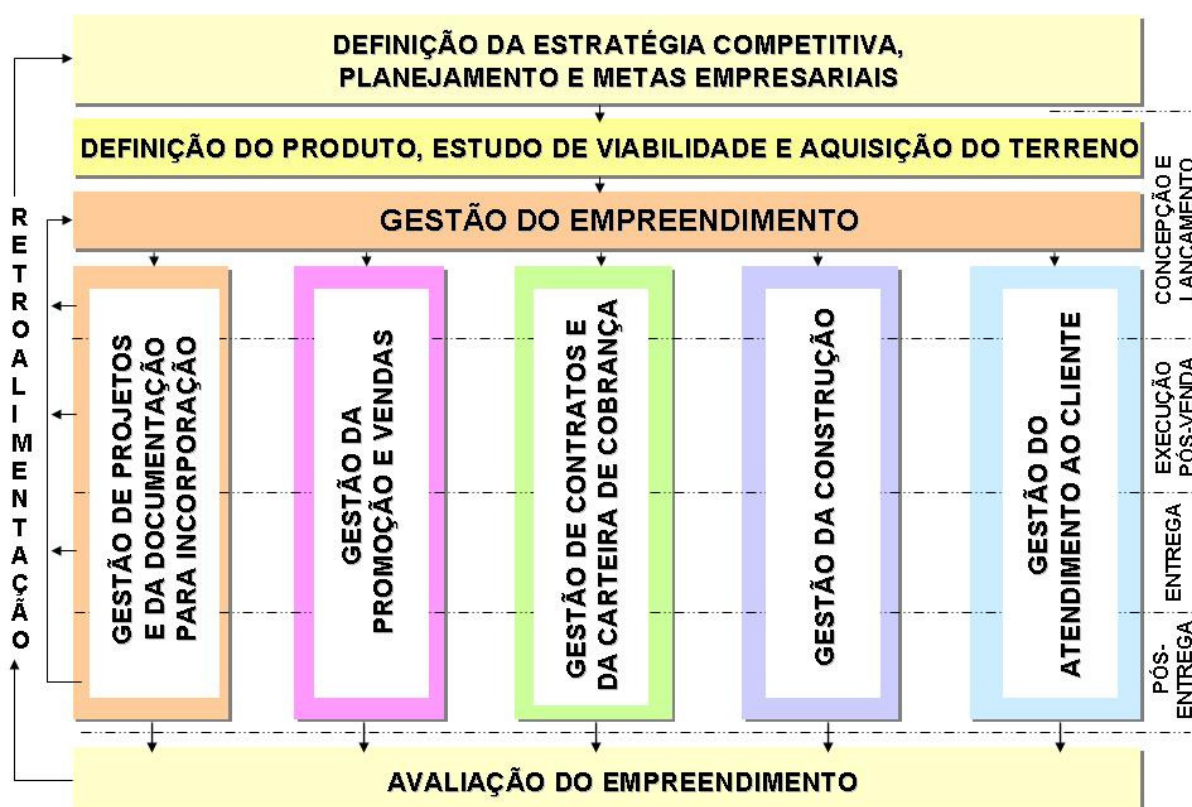 DEFINIÇÃO DA ESTRATÉGIA COMPETITIVA,
PLANEJAMENTO E METAS EMPRESARIAIS
DEFINIÇÃO DO PRODUTO, ESTUDO DE VIABILIDADE E AQUISIÇÃO DO TERRENO
GESTÃO DO EMPREENDIMENTO
RETROALIMENTAÇÃO
GESTÃO DE PROJETOS
E DA DOCUMENTAÇÃO
PARA INCORPORAÇÃO
GESTÃO DA
PROMOÇÃO E VENDAS
GESTÃO DE CONTRATOS E
DA CARTEIRA DE COBRANÇA
GESTÃO DA CONSTRUÇÃO
GESTÃO DO
ATENDIMENTO AO CLIENTE
CONCEPÇÃO E
LANCAMENTO
EXECUÇÃO
PÓS-VENDA
ENTREGA
PÓS-
ENTREGA
AVALIAÇÃO DO EMPREENDIMENTO